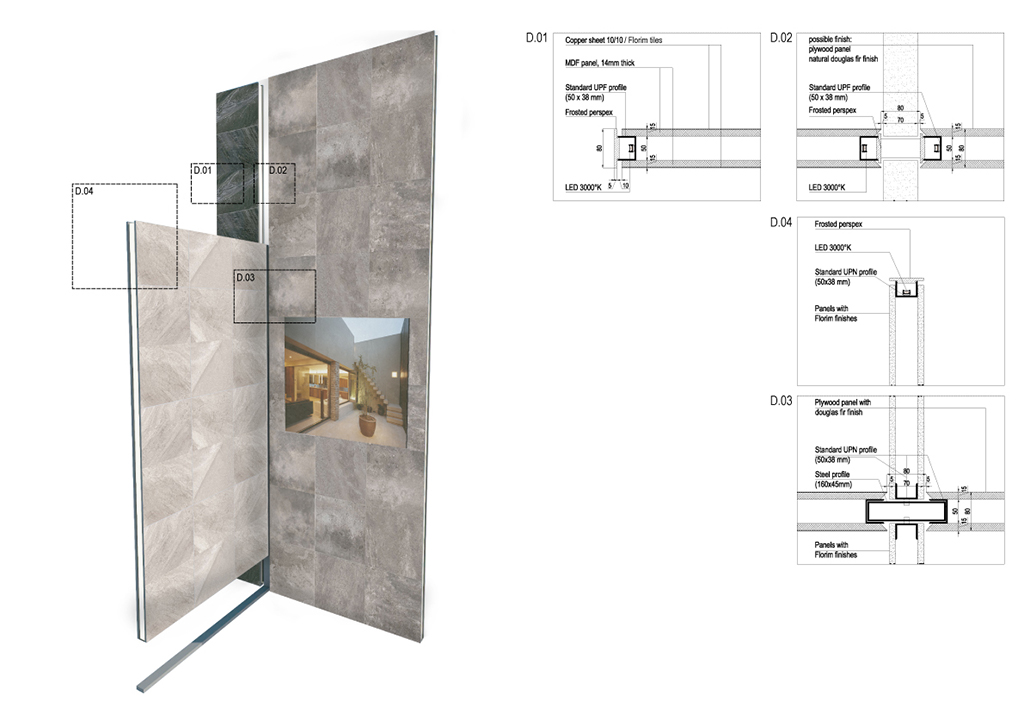 D.01
D.02
D.04
D.03
D.01
Copper sheet 10/10 / Florim tiles
MDF panel, 14mm thick
Standard UPF profile
(50 x 38 mm)
Frosted perspex
15
80
50
15
5
10
LED 3000°K
D.02
possible finish:
plywood panel
natural douglas fir finish
Standard UPF profile
(50 x 38 mm)
Frosted perspex
80
5
70
5
15
50
80
15
LED 3000°K
D.04
Frosted perspex
LED 3000°K
Standard UPN profile
(50x38 mm)
Panels with
Florim finishes
D.03
Plywood panel with
douglas fir finish
Standard UPN profile
(50x38 mm)
80
Steel profile
(160x45mm)
5
70
5
15
50
80
15
Panels with
Florim finishes